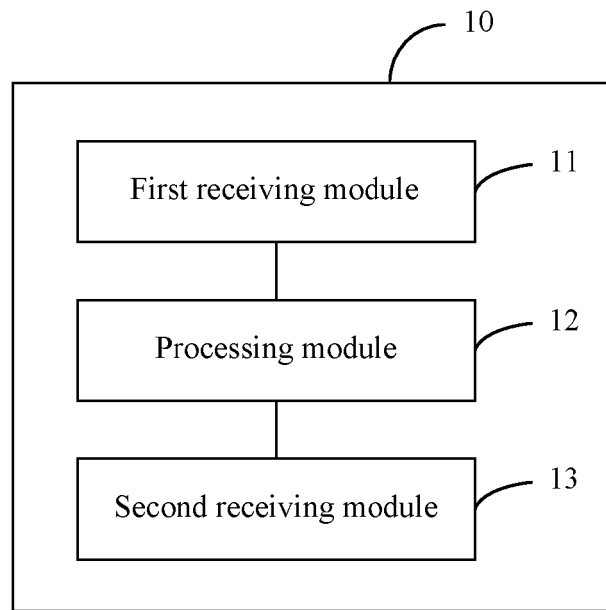 10
First receiving module
11
Processing module
12
Second receiving module
13